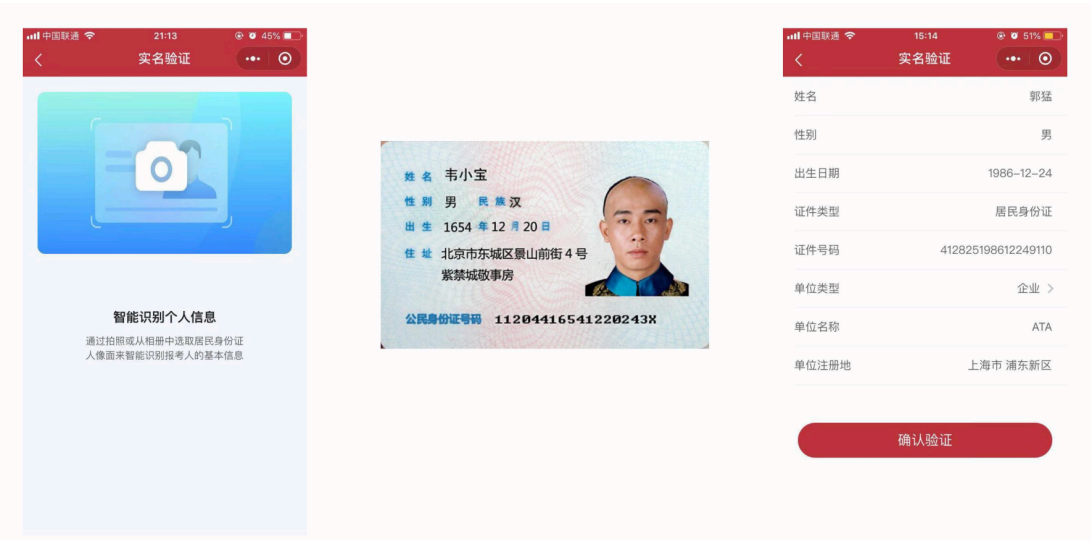 中国联通 21:13 45%
实名验证
智能识别个人信息
通过拍照或从相册中选取居民身份证
人像面来智能识别报考人的基本信息
姓名 韦小宝
性别 男 民族 汉
出生 1654 年 12 月 20 日
住址 北京市东城区景山前街 4 号
紫禁城敬事房
公民身份证号码 11204416541220243X
中国联通 15:14 51%
实名验证
姓名 郭猛
性别 男
出生日期 1986-12-24
证件类型 居民身份证
证件号码 412825198612249110
单位类型 企业 >
单位名称 ATA
单位注册地 上海市 浦东新区
确认验证